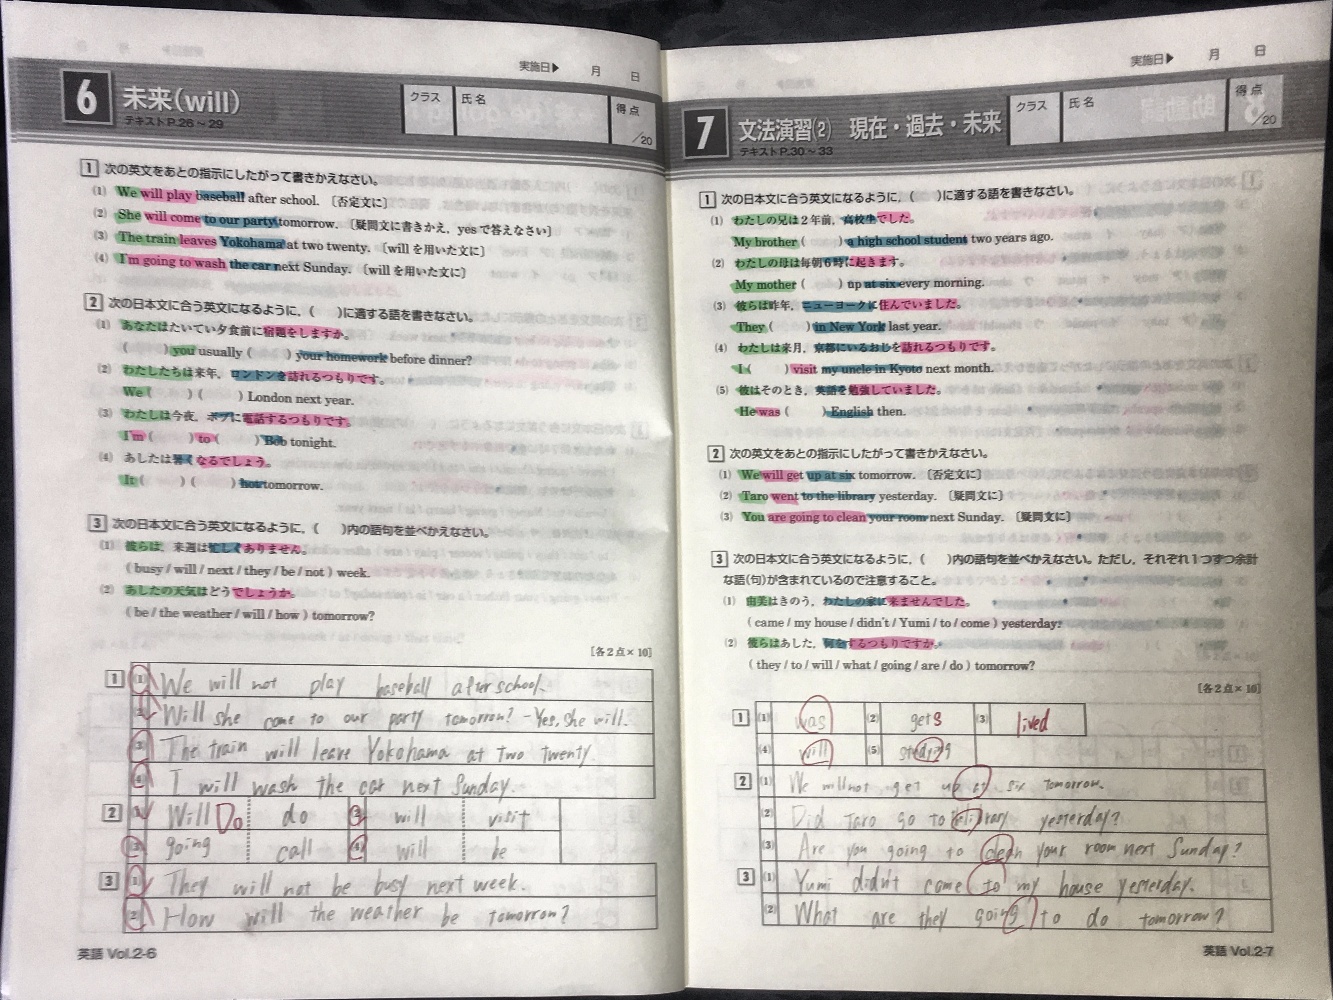 実施日▶ 月 日
6 未来(will)
テキストP.26~29
クラス 氏名 得点 /20
1 次の英文をあとの指示にしたがって書きかえなさい。
(1) We will play baseball after school. 〔否定文に〕
(2) She will come to our party tomorrow. 〔疑問文に書きかえ, yesで答えなさい〕
(3) The train leaves Yokohama at two twenty. 〔willを用いた文に〕
(4) I'm going to wash the car next Sunday. 〔willを用いた文に〕
2 次の日本文に合う英文になるように, ( )に適する語を書きなさい。
(1) あなたはたいてい夕食前に宿題をしますか。
( ) you usually ( ) your homework before dinner?
(2) わたしたちは来年, ロンドンを訪れるつもりです。
We ( ) ( ) London next year.
(3) わたしは今夜, ボブに電話するつもりです。
I'm ( ) to ( ) Bob tonight.
(4) あしたは暑くなるでしょう。
It ( ) ( ) hot tomorrow.
3 次の日本文に合う英文になるように, ( )内の語句を並べかえなさい。
(1) 彼らは, 来週は忙しくありません。
( busy / will / next / they / be / not ) week.
(2) あしたの天気はどうでしょうか。
( be / the weather / will / how ) tomorrow?
[各2点×10]
1 (1) We will not play baseball after school.
(2) Will she come to our party tomorrow? - Yes, she will.
(3) The train will leave Yokohama at two twenty.
(4) I will wash the car next Sunday.
2 (1) Will Do do (2) will visit
(3) going call (4) will be
3 (1) They will not be busy next week.
(2) How will the weather be tomorrow?
英語 Vol.2-6
実施日▶ 月 日
7 文法演習(2) 現在・過去・未来
テキストP.30~33
クラス 氏名 得点 /20
1 次の日本文に合う英文になるように, ( )に適する語を書きなさい。
(1) わたしの兄は2年前, 高校生でした。
My brother ( ) a high school student two years ago.
(2) わたしの母は毎朝6時に起きます。
My mother ( ) up at six every morning.
(3) 彼らは昨年, ニューヨークに住んでいました。
They ( ) in New York last year.
(4) わたしは来月, 京都にいるおじを訪れるつもりです。
I ( ) visit my uncle in Kyoto next month.
(5) 彼はそのとき, 英語を勉強していました。
He was ( ) English then.
2 次の英文をあとの指示にしたがって書きかえなさい。
(1) We will get up at six tomorrow. 〔否定文に〕
(2) Taro went to the library yesterday. 〔疑問文に〕
(3) You are going to clean your room next Sunday. 〔疑問文に〕
3 次の日本文に合う英文になるように, ( )内の語句を並べかえなさい。ただし, それぞれ1つずつ余計
な語(句)が含まれているので注意すること。
(1) 由美はきのう, わたしの家に来ませんでした。
( came / my house / didn't / Yumi / to / come ) yesterday.
(2) 彼らはあした, 何をするつもりですか。
( they / to / will / what / going / are / do ) tomorrow?
[各2点×10]
1 (1) was (2) gets (3) lived
(4) will (5)
2 (1) We will not get up at six tomorrow.
(2) Did Taro go to library yesterday?
(3) Are you going to clean your room next Sunday?
3 (1) Yumi didn't come to my house yesterday.
(2) What are they going to do tomorrow?
英語 Vol.2-7